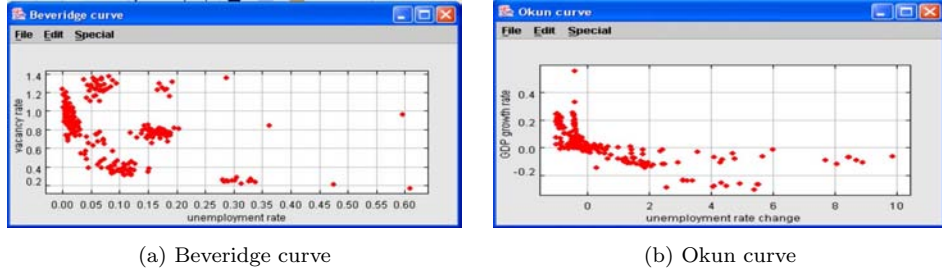 Beveridge curve
File Edit Special
1.4
1.2
1.0
0.8
0.6
0.4
0.2
vacancy rate
0.00 0.05 0.10 0.15 0.20 0.25 0.30 0.35 0.40 0.45 0.50 0.55 0.60
unemployment rate
(a) Beveridge curve
Okun curve
File Edit Special
0.4
0.2
0.0
-0.2
GDP growth rate
0 2 4 6 8 10
unemployment rate change
(b) Okun curve